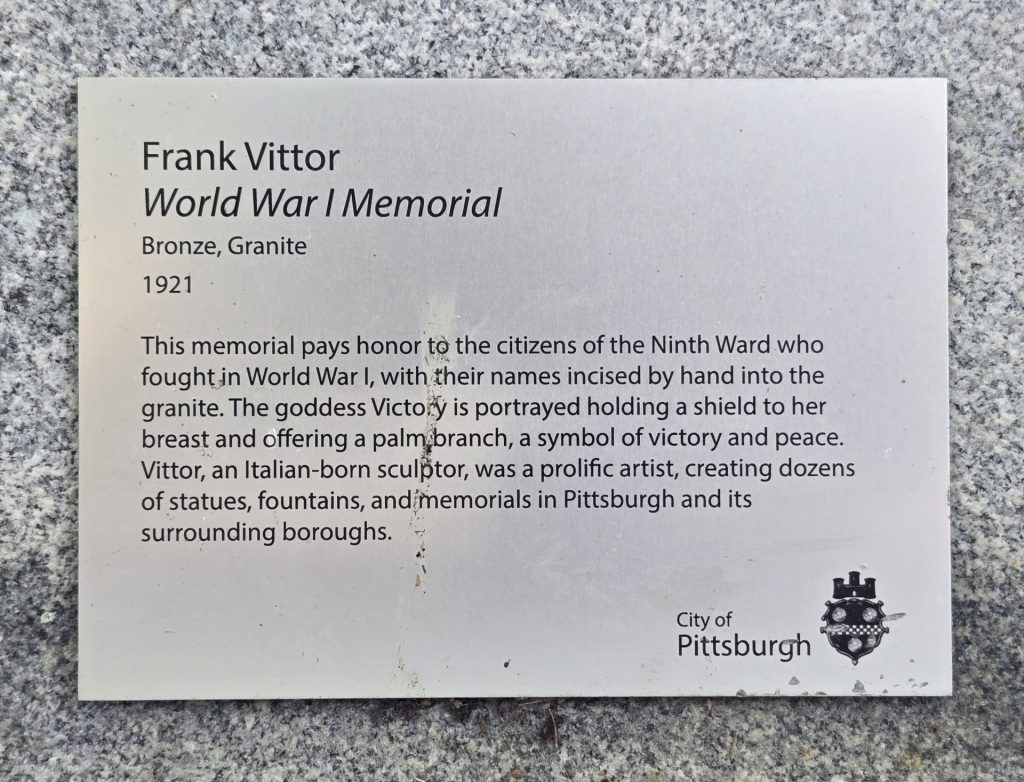 Frank Vittor
World War I Memorial
Bronze, Granite
1921
This memorial pays honor to the citizens of the Ninth Ward who
fought in World War I, with their names incised by hand into the
granite. The goddess Victory is portrayed holding a shield to her
breast and offering a palm branch, a symbol of victory and peace.
Vittor, an Italian-born sculptor, was a prolific artist, creating dozens
of statues, fountains, and memorials in Pittsburgh and its
surrounding boroughs.
City of
Pittsburgh